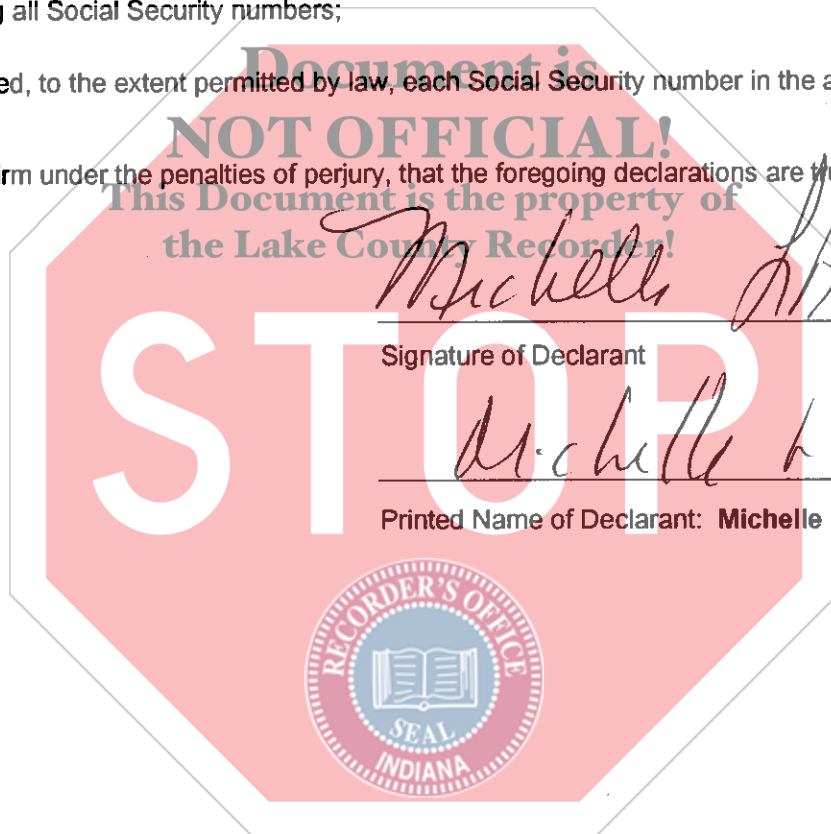 g all Social Security numbers;
Document is
ed, to the extent permitted by law, each Social Security number in the a
NOT OFFICIAL!
rm under the penalties of perjury, that the foregoing declarations are tru
This Document is the property of
the Lake County Recorder!
Michelle
STOP
Signature of Declarant
Michelle L
Printed Name of Declarant: Michelle
RECORDER'S OFFICE
SEAL
INDIANA